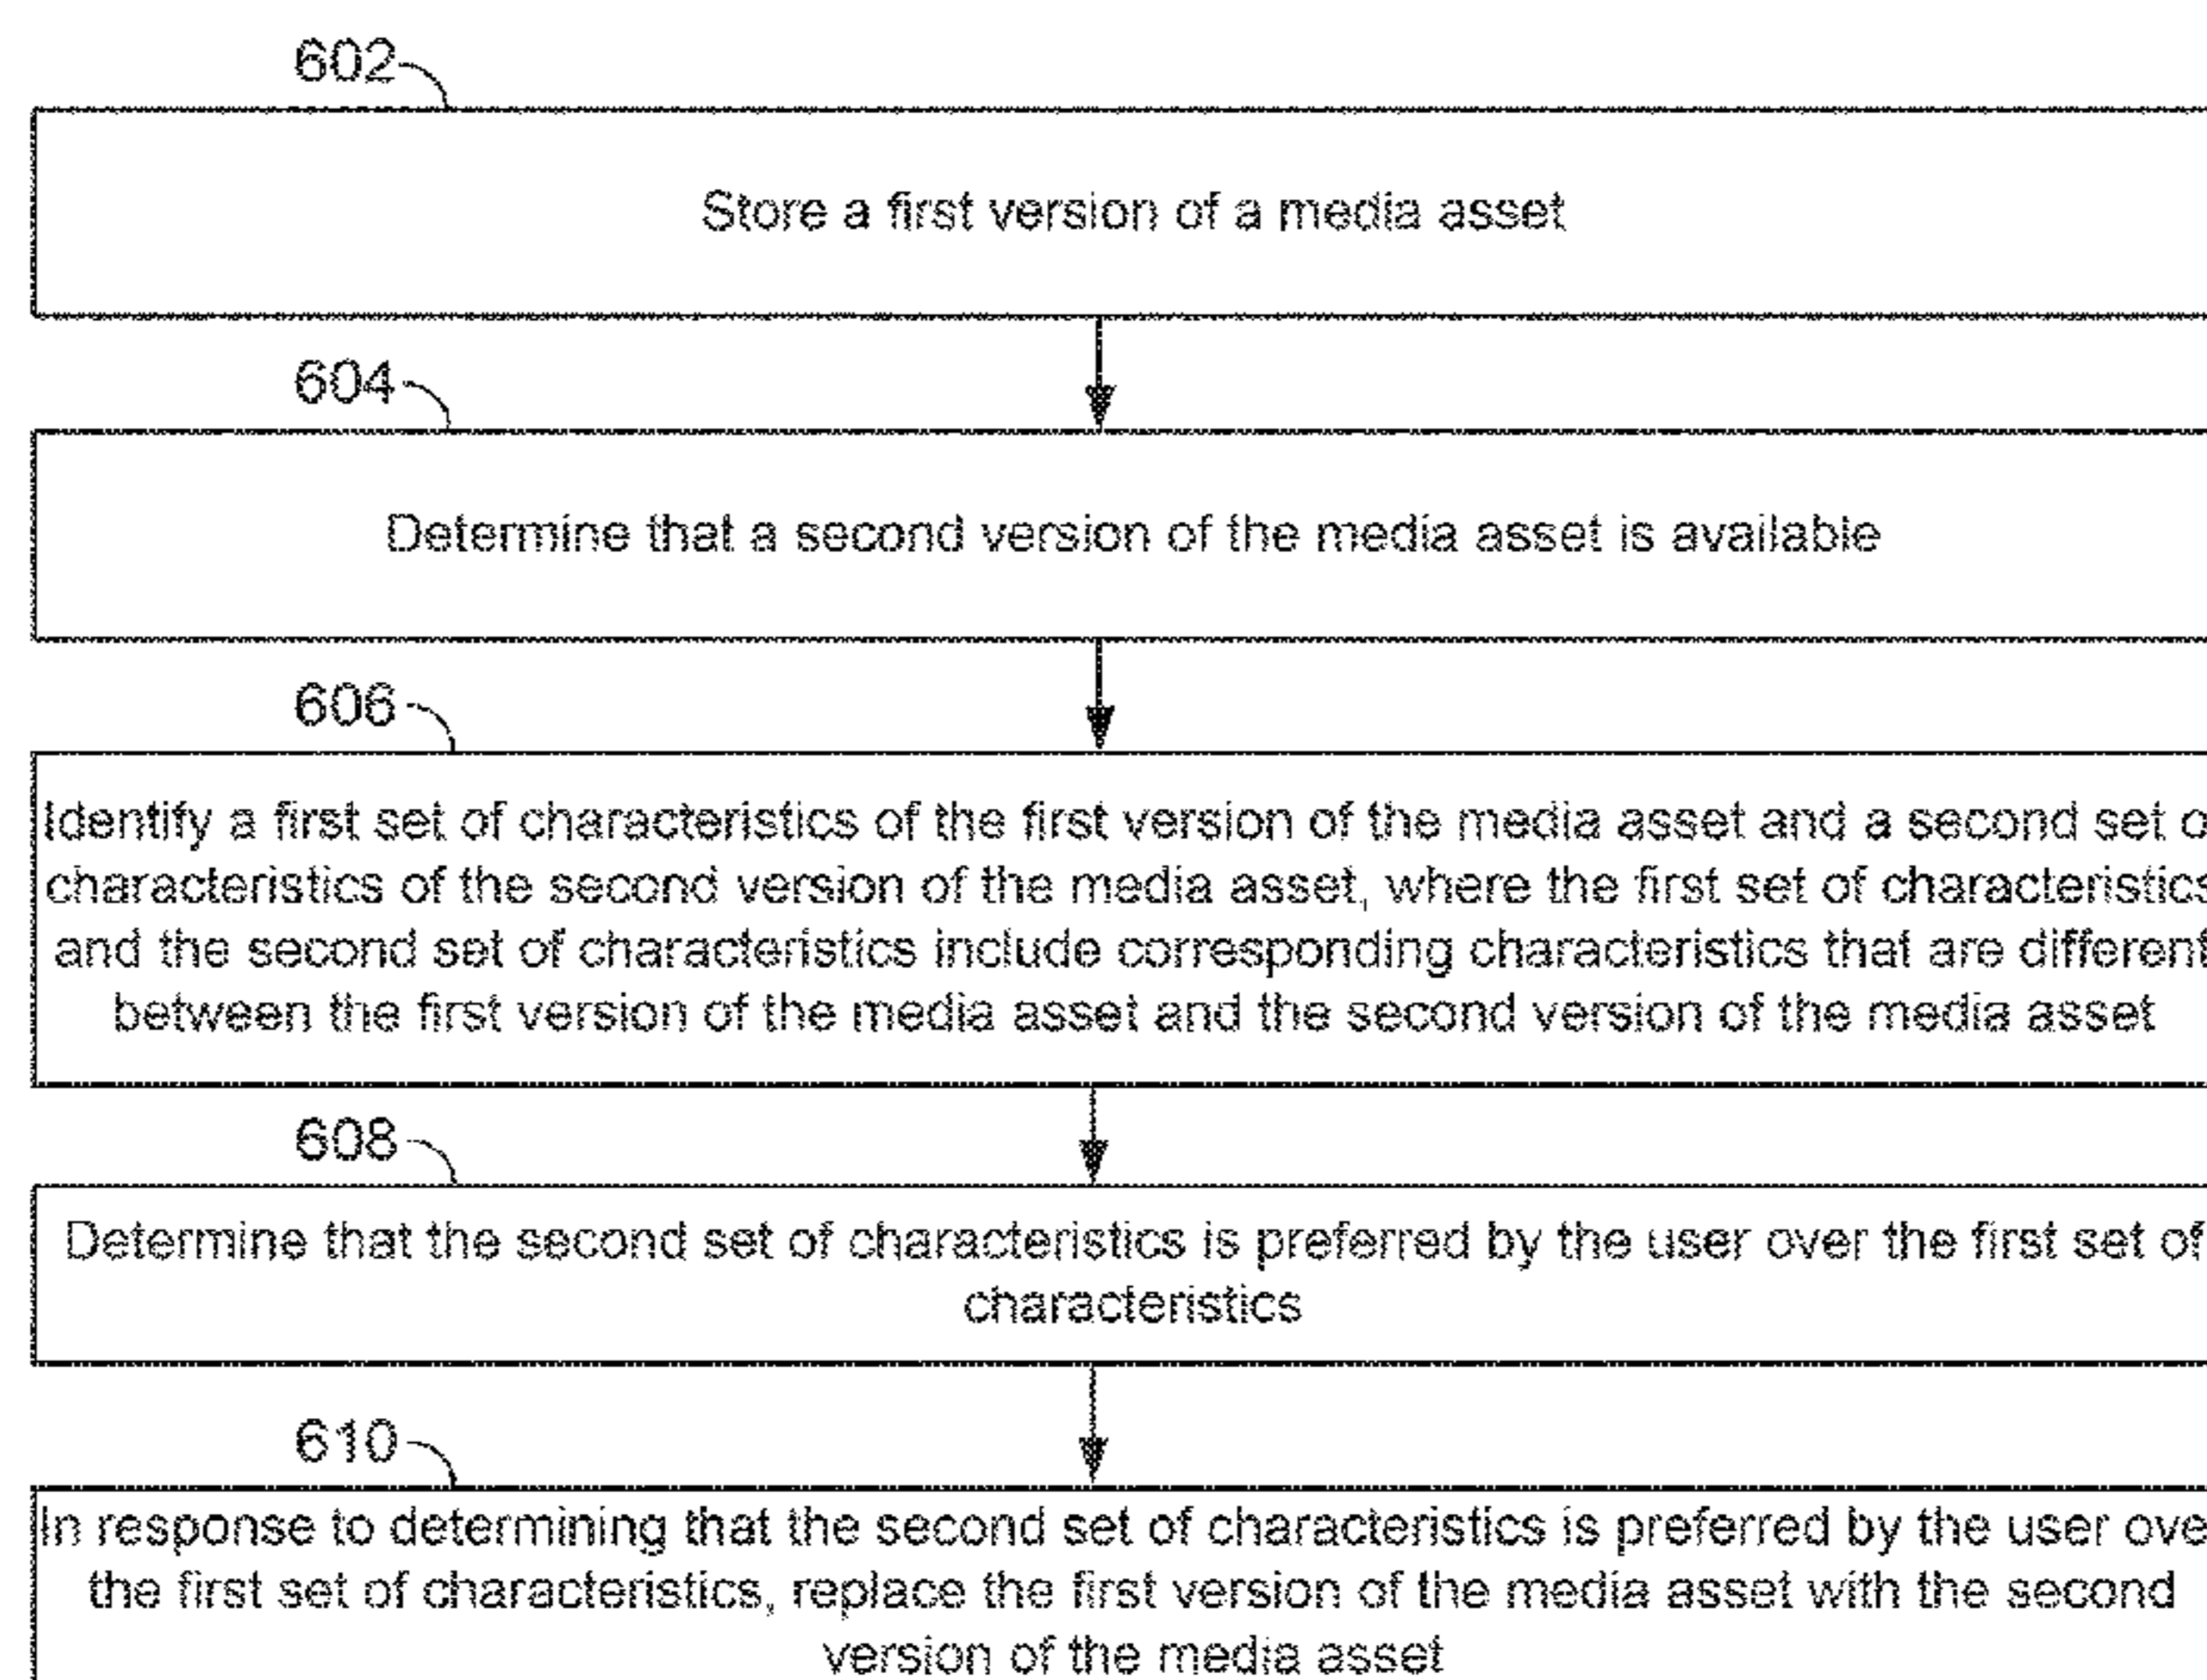 602
Store a first version of a media asset
604
Determine that a second version of the media asset is available
606
Identify a first set of characteristics of the first version of the media asset and a second set o
characteristics of the second version of the media asset, where the first set of characteristics
and the second set of characteristics include corresponding characteristics that are different
between the first version of the media asset and the second version of the media asset
608
Determine that the second set of characteristics is preferred by the user over the first set of
characteristics
610
In response to determining that the second set of characteristics is preferred by the user ove
the first set of characteristics, replace the first version of the media asset with the second
version of the media asset